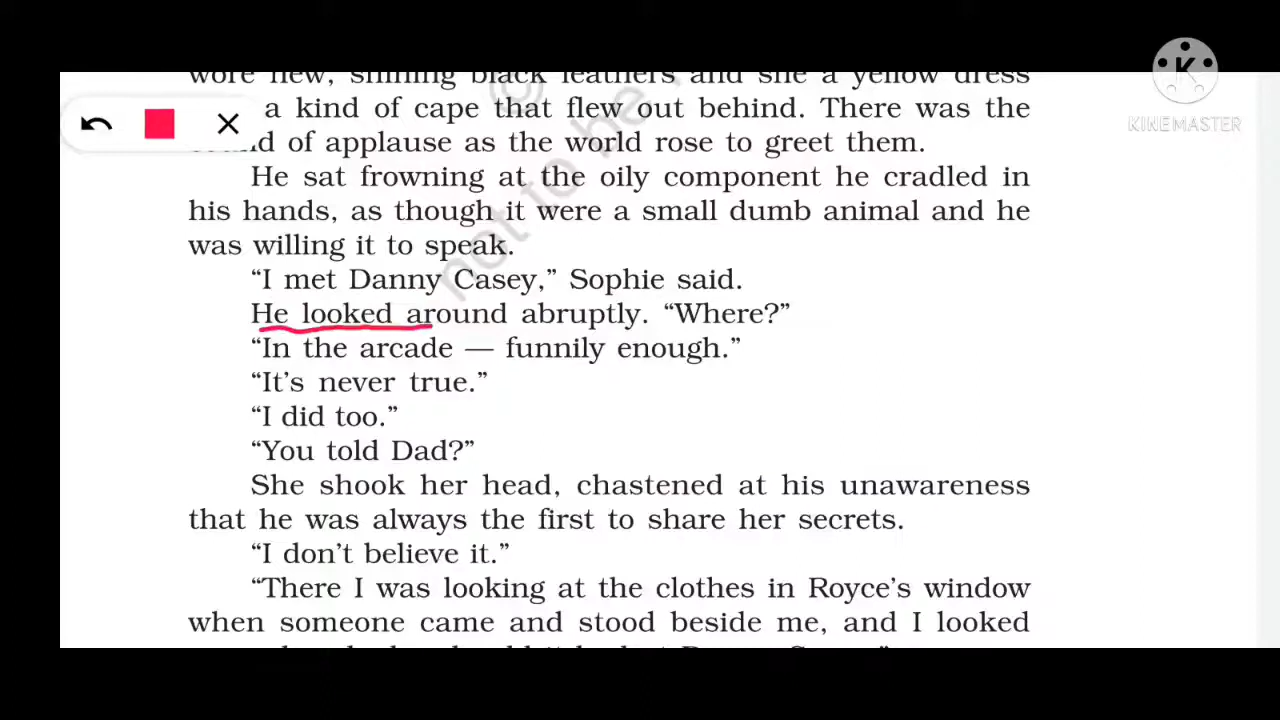 wore new, shining black leathers and she a yellow dress
a kind of cape that flew out behind. There was the
of applause as the world rose to greet them.
He sat frowning at the oily component he cradled in
his hands, as though it were a small dumb animal and he
was willing it to speak.
“I met Danny Casey,” Sophie said.
He looked around abruptly. “Where?”
“In the arcade — funnily enough.”
“It’s never true.”
“I did too.”
“You told Dad?”
She shook her head, chastened at his unawareness
that he was always the first to share her secrets.
“I don’t believe it.”
“There I was looking at the clothes in Royce’s window
when someone came and stood beside me, and I looked
©
not to be
K
KINEMASTER